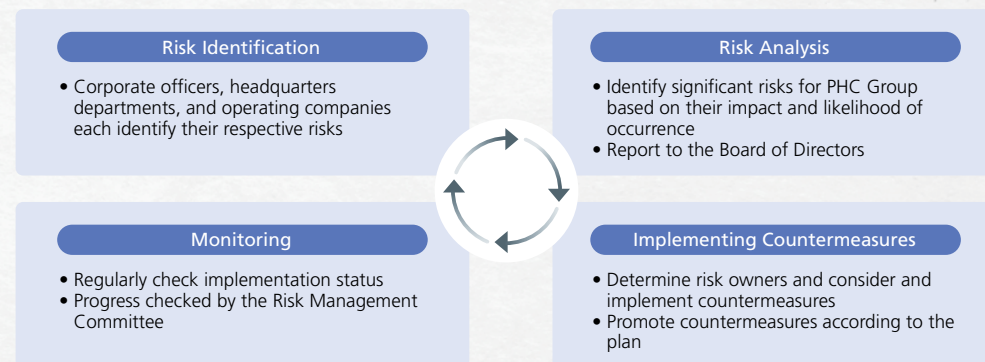 Risk Identification
• Corporate officers, headquarters
departments, and operating companies
each identify their respective risks
Risk Analysis
• Identify significant risks for PHC Group
based on their impact and likelihood of
occurrence
• Report to the Board of Directors
Monitoring
• Regularly check implementation status
• Progress checked by the Risk Management
Committee
Implementing Countermeasures
• Determine risk owners and consider and
implement countermeasures
• Promote countermeasures according to the
plan